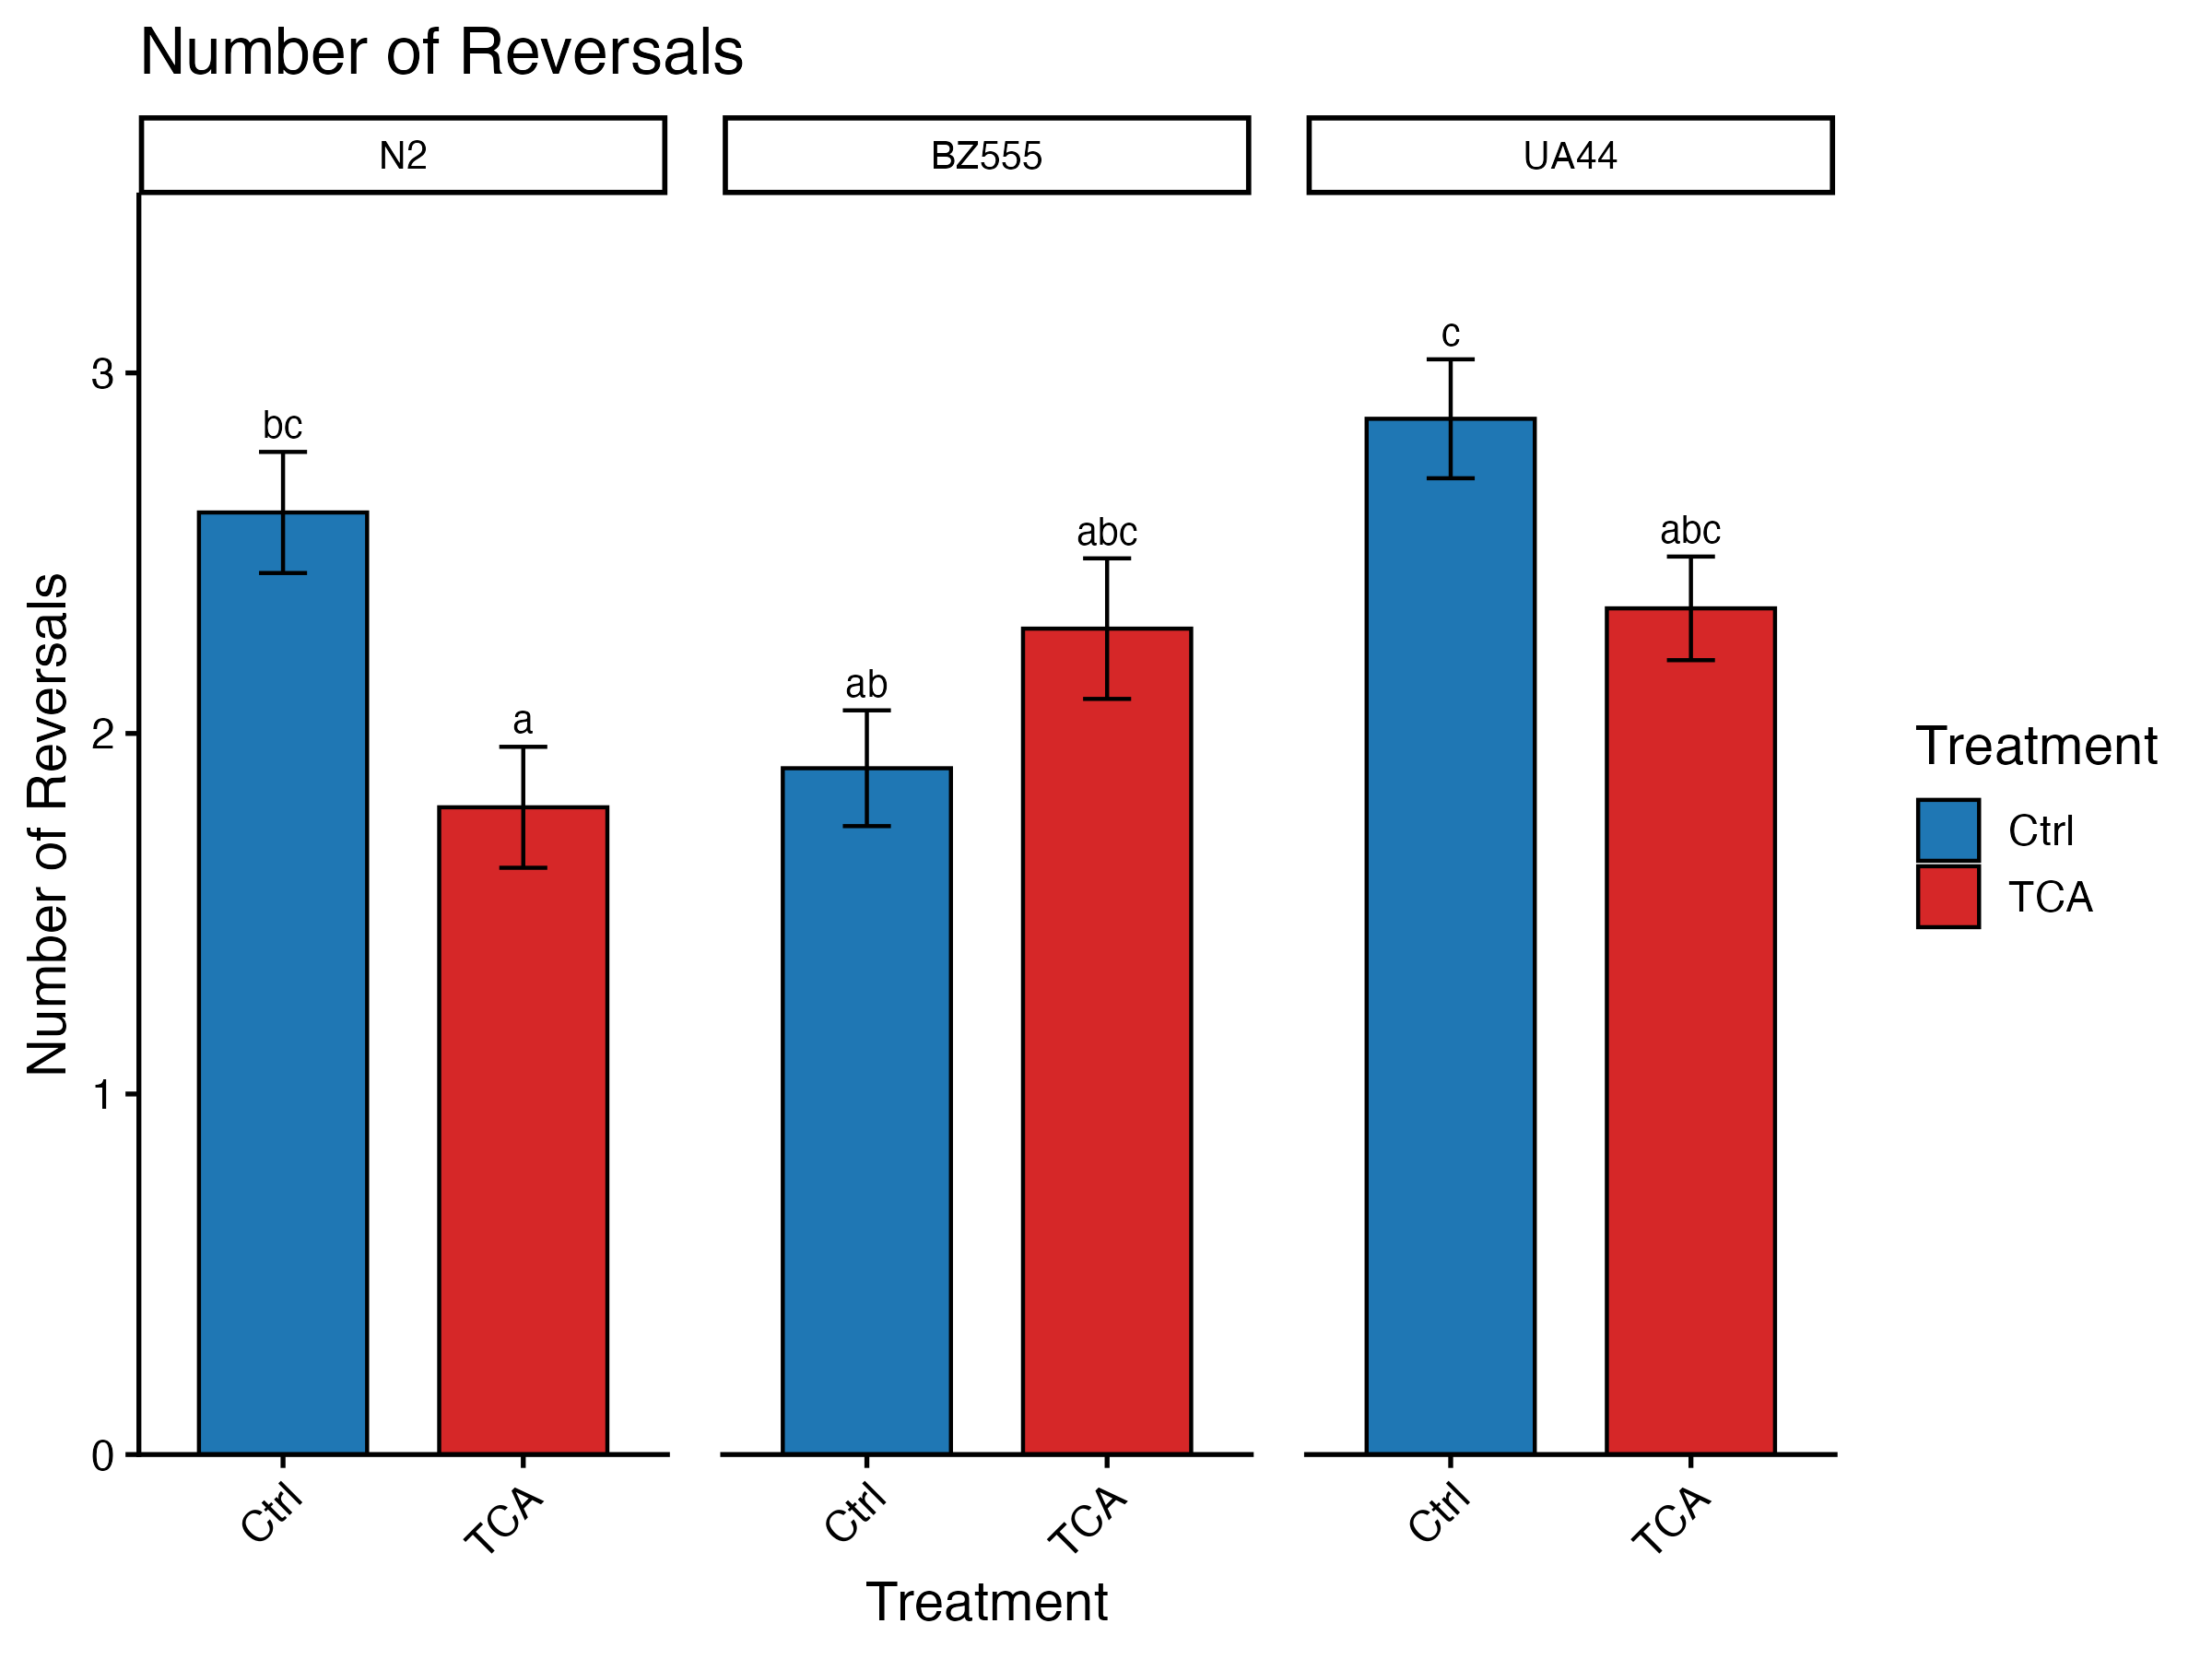 Number of Reversals
N2 BZ555 UA44
3
2
1
0
Number of Reversals
bc
a
ab
abc
c
abc
Ctrl TCA Ctrl TCA Ctrl TCA
Treatment
Treatment
Ctrl
TCA